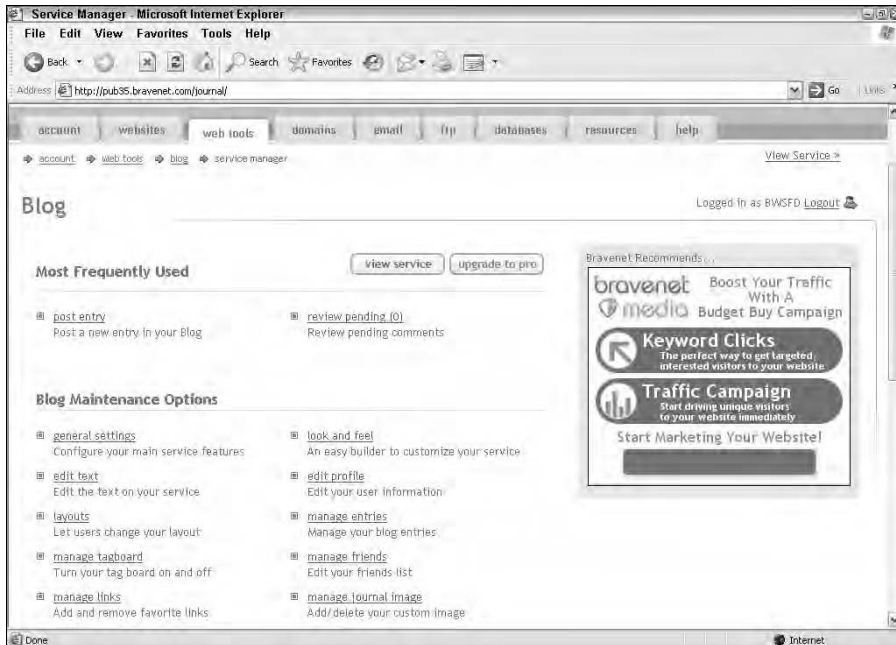 Service Manager - Microsoft Internet Explorer
File Edit View Favorites Tools Help
Back Search Favorites
Address http://pub35.bravenet.com/journal/ Go Links
account websites web tools domains email ftp databases resources help
account web tools blog service manager View Service >
Blog Logged in as BWSFD Logout
Most Frequently Used view service upgrade to pro
post entry review pending (0)
Post a new entry in your Blog Review pending comments
Blog Maintenance Options
general settings look and feel
Configure your main service features An easy builder to customize your service
edit text edit profile
Edit the text on your service Edit your user information
layouts manage entries
Let users change your layout Manage your blog entries
manage tagboard manage friends
Turn your tag board on and off Edit your friends list
manage links manage journal image
Add and remove favorite links Add/delete your custom image
Bravenet Recommends...
bravenet media
Boost Your Traffic
With A
Budget Buy Campaign
Keyword Clicks
The perfect way to get targeted,
interested visitors to your website
Traffic Campaign
Start driving unique visitors
to your website immediately
Start Marketing Your Website!
Done Internet